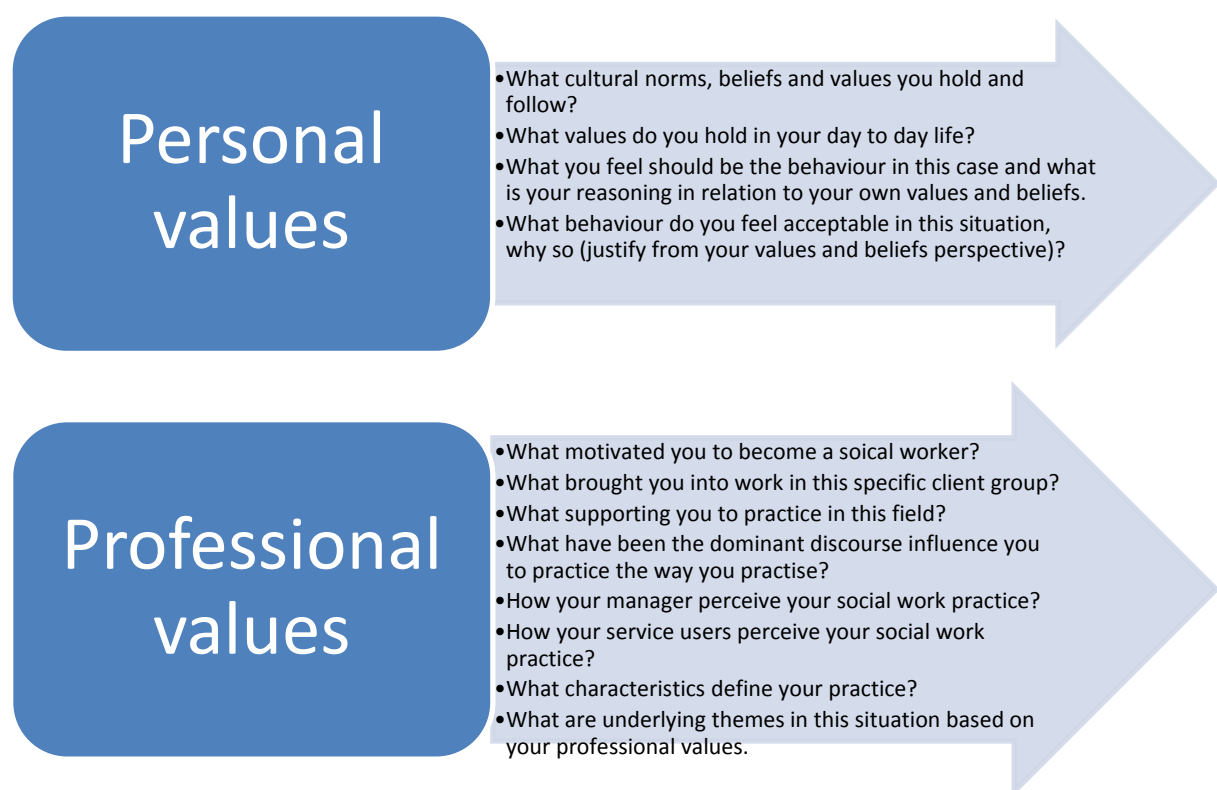 Personal
values
•What cultural norms, beliefs and values you hold and
follow?
•What values do you hold in your day to day life?
•What you feel should be the behaviour in this case and what
is your reasoning in relation to your own values and beliefs.
•What behaviour do you feel acceptable in this situation,
why so (justify from your values and beliefs perspective)?
Professional
values
•What motivated you to become a soical worker?
•What brought you into work in this specific client group?
•What supporting you to practice in this field?
•What have been the dominant discourse influence you
to practice the way you practise?
•How your manager perceive your social work practice?
•How your service users perceive your social work
practice?
•What characteristics define your practice?
•What are underlying themes in this situation based on
your professional values.